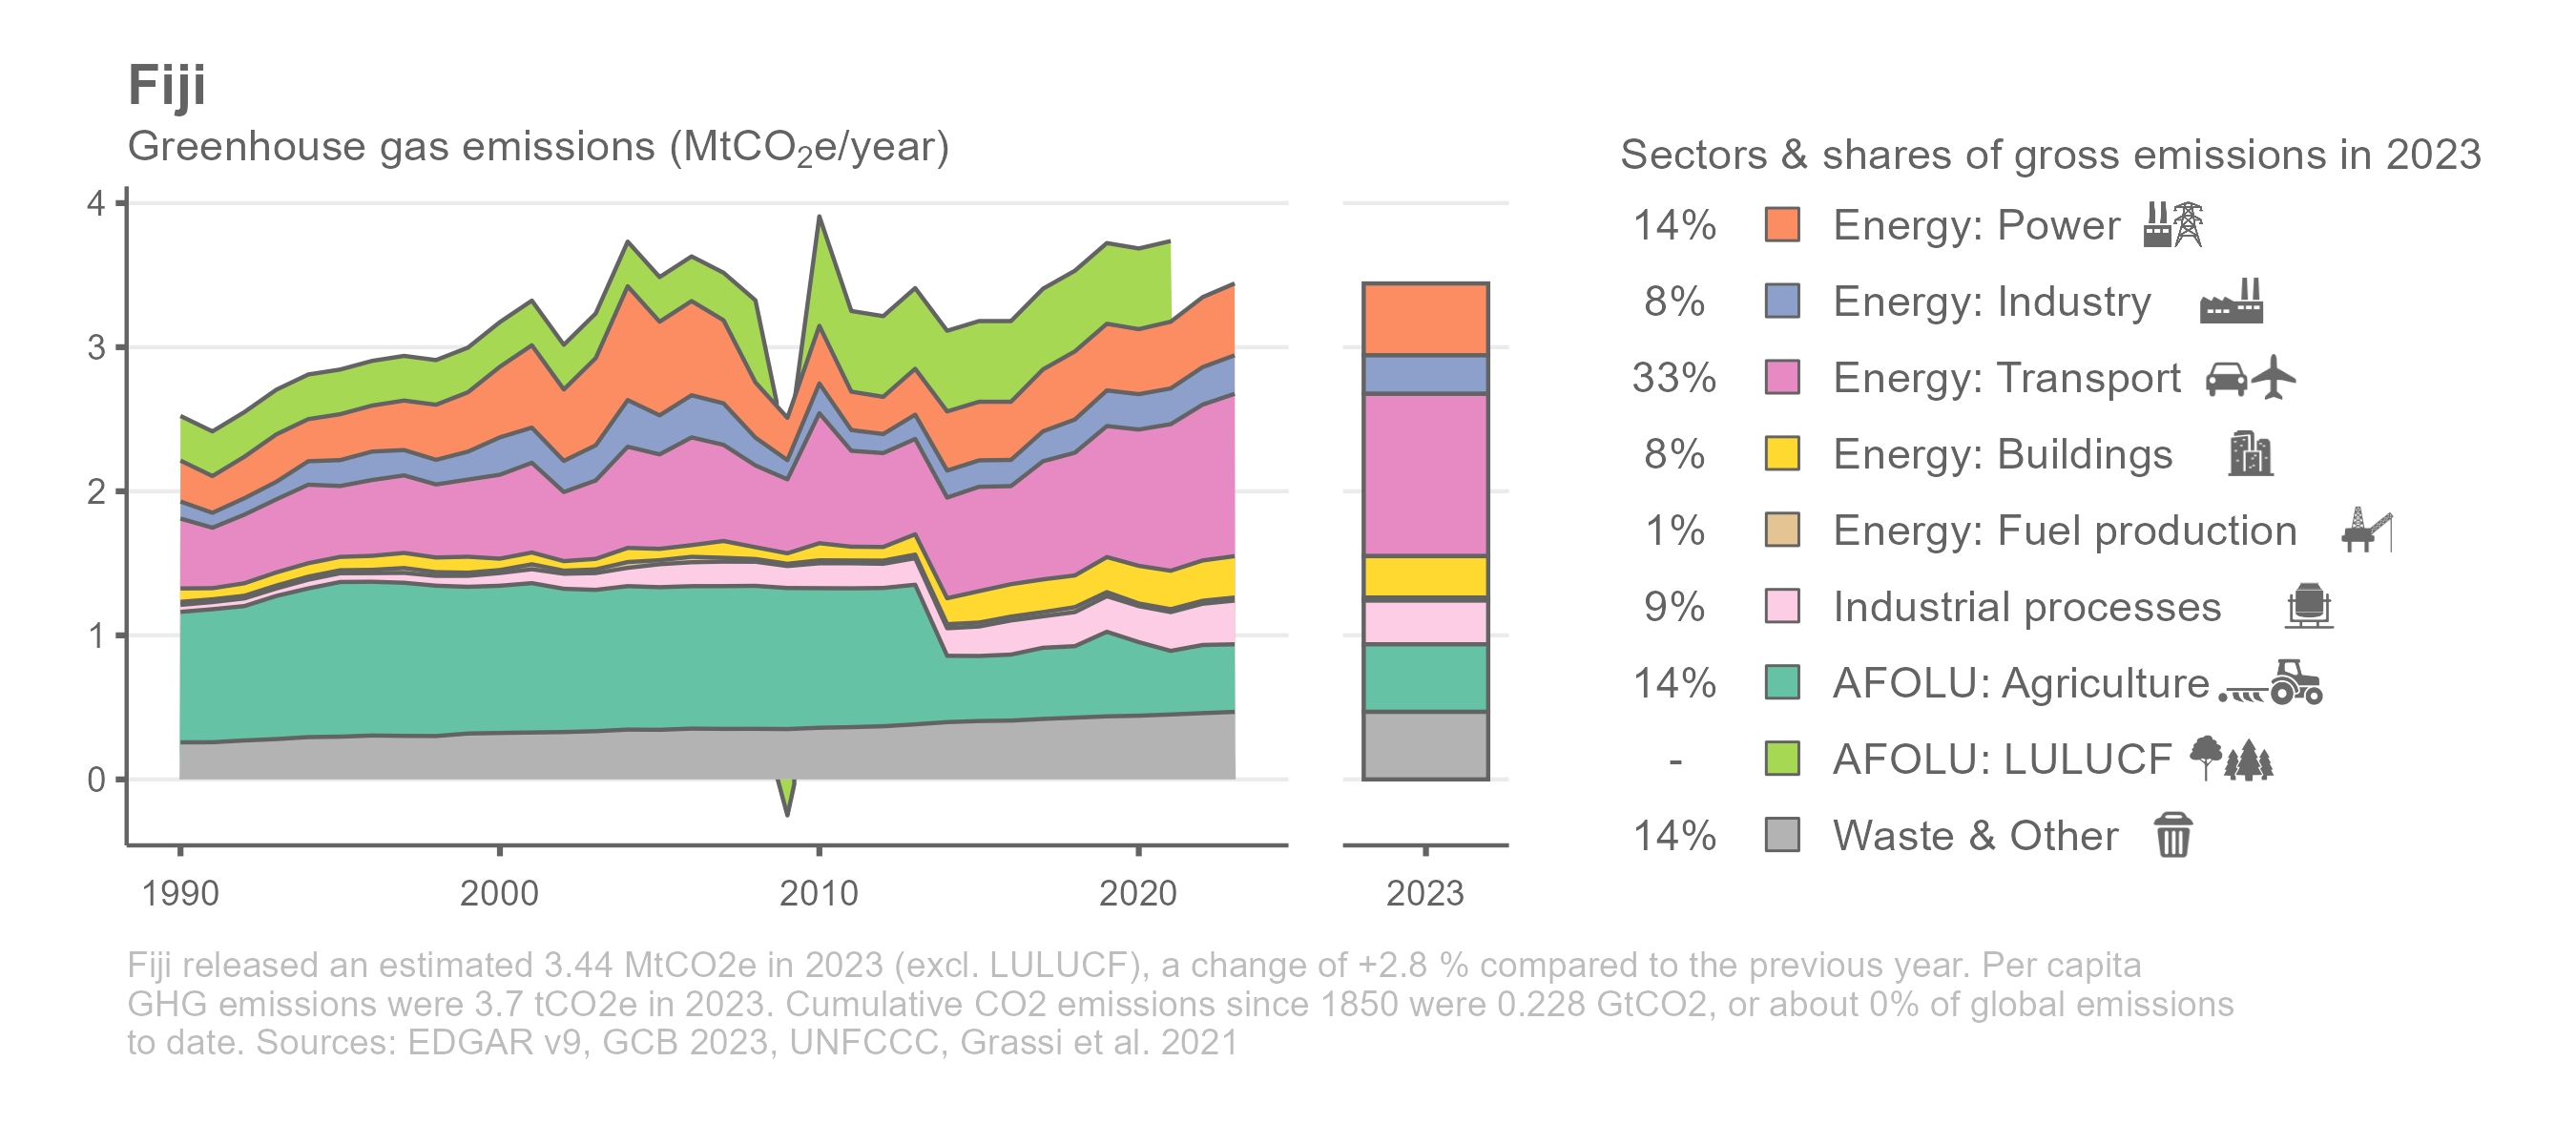 Fiji
Greenhouse gas emissions (MtCO₂e/year)
4
3
2
1
0
1990 2000 2010 2020
2023
Sectors & shares of gross emissions in 2023
14% Energy: Power
8% Energy: Industry
33% Energy: Transport
8% Energy: Buildings
1% Energy: Fuel production
9% Industrial processes
14% AFOLU: Agriculture
- AFOLU: LULUCF
14% Waste & Other
Fiji released an estimated 3.44 MtCO2e in 2023 (excl. LULUCF), a change of +2.8 % compared to the previous year. Per capita
GHG emissions were 3.7 tCO2e in 2023. Cumulative CO2 emissions since 1850 were 0.228 GtCO2, or about 0% of global emissions
to date. Sources: EDGAR v9, GCB 2023, UNFCCC, Grassi et al. 2021